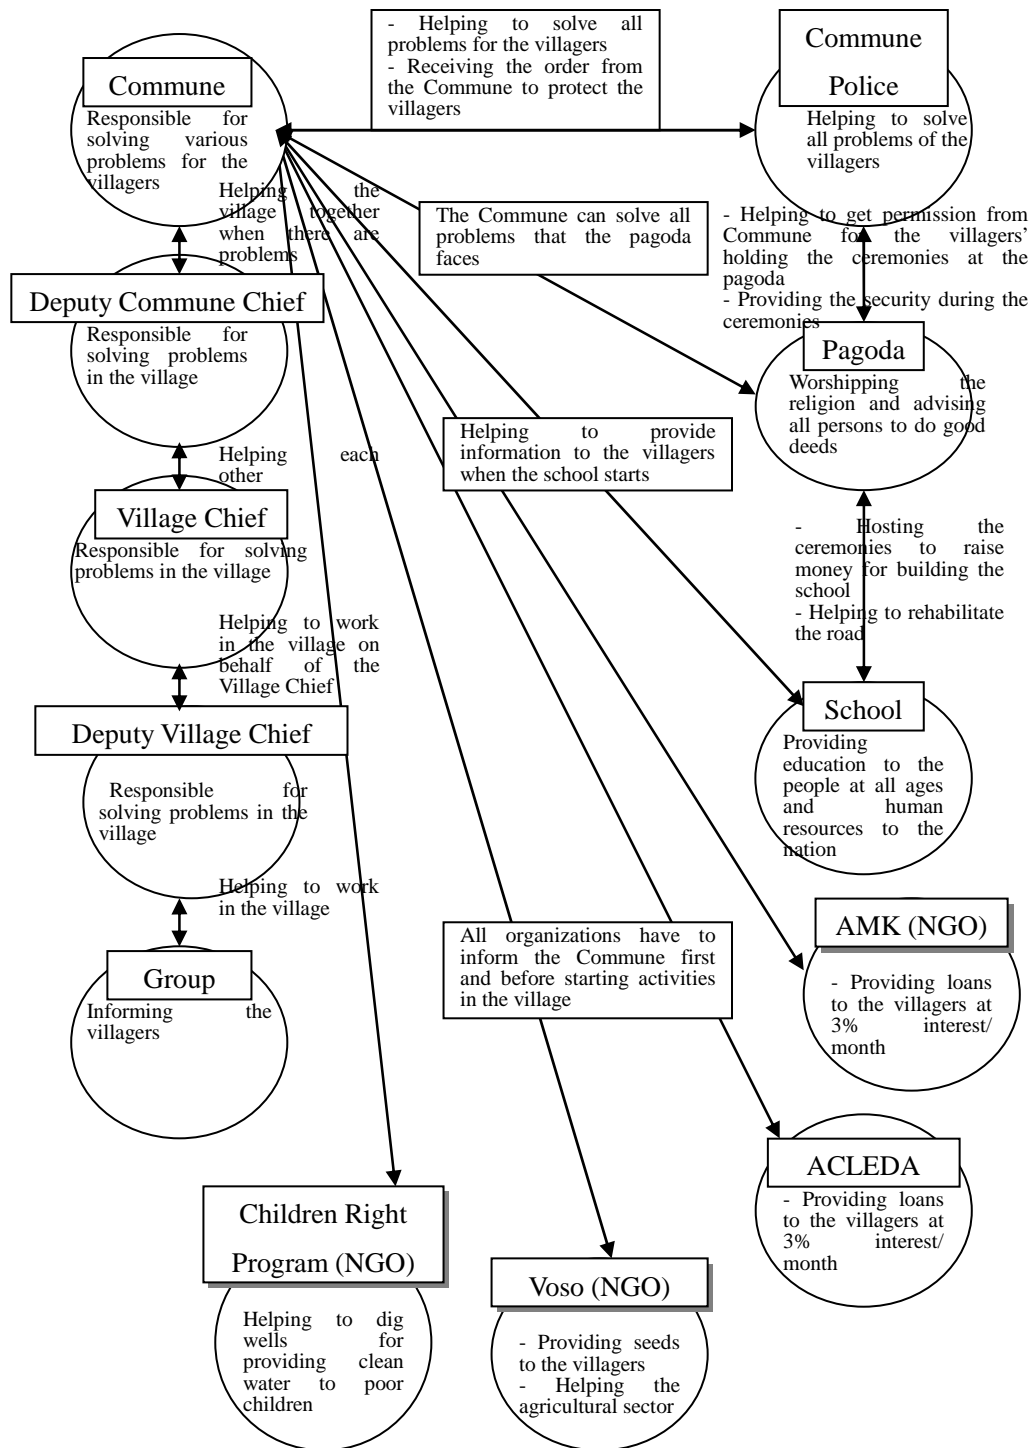 - Helping to solve all
problems for the villagers
- Receiving the order from
the Commune to protect the
villagers
Commune
Police
Helping to solve
all problems of the
villagers
Commune
Responsible for
solving various
problems for the
villagers
Helping the
village together
when there are
problems
The Commune can solve all
problems that the pagoda
faces
- Helping to get permission from
Commune for the villagers'
holding the ceremonies at the
pagoda
- Providing the security during the
ceremonies
Deputy Commune Chief
Responsible for
solving problems
in the village
Pagoda
Worshipping the
religion and advising
all persons to do good
deeds
Helping each
other
Helping to provide
information to the villagers
when the school starts
Village Chief
Responsible for solving
problems in the village
- Hosting the
ceremonies to raise
money for building the
school
- Helping to rehabilitate
the road
Helping to work
in the village on
behalf of the
Village Chief
Deputy Village Chief
Responsible for
solving problems in the
village
School
Providing
education to the
people at all ages
and human
resources to the
nation
Helping to work
in the village
Group
Informing the
villagers
All organizations have to
inform the Commune first
and before starting activities
in the village
AMK (NGO)
- Providing loans
to the villagers at
3% interest/
month
ACLEDA
- Providing loans
to the villagers at
3% interest/
month
Children Right
Program (NGO)
Helping to dig
wells for
providing clean
water to poor
children
Voso (NGO)
- Providing seeds
to the villagers
- Helping the
agricultural sector